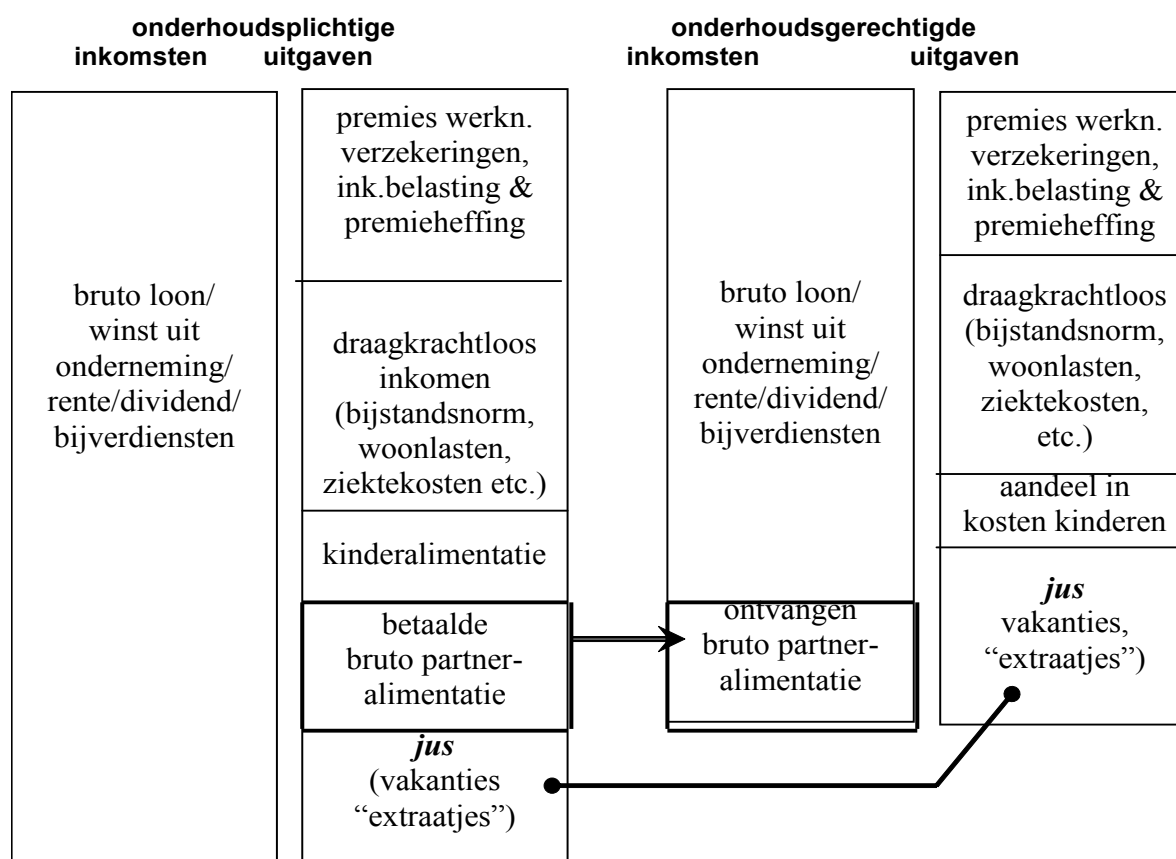 onderhoudsplichtige
inkomsten uitgaven
onderhoudsgerechtigde
inkomsten uitgaven
bruto loon/
winst uit
onderneming/
rente/dividend/
bijverdiensten
premies werkn.
verzekeringen,
ink.belasting &
premieheffing
draagkrachtloos
inkomen
(bijstandsnorm,
woonlasten,
ziektekosten etc.)
kinderalimentatie
betaalde
bruto partner-
alimentatie
jus
(vakanties
“extraatjes”)
bruto loon/
winst uit
onderneming/
rente/dividend/
bijverdiensten
ontvangen
bruto partner-
alimentatie
premies werkn.
verzekeringen,
ink.belasting &
premieheffing
draagkrachtloos
(bijstandsnorm,
woonlasten,
ziektekosten,
etc.)
aandeel in
kosten kinderen
jus
vakanties,
“extraatjes”)